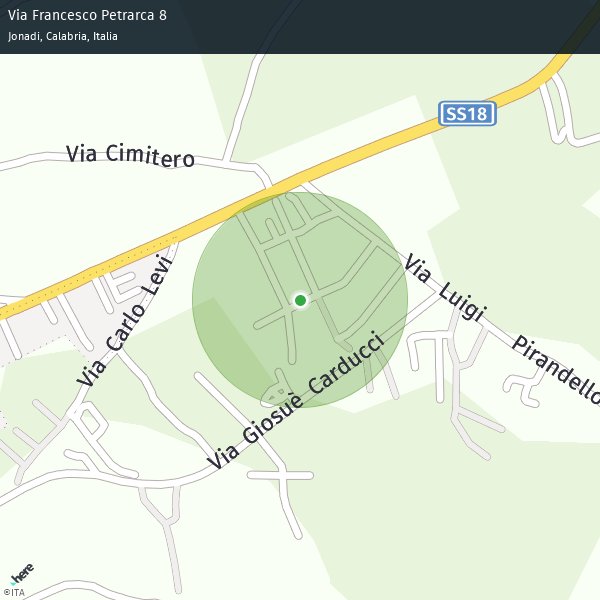 Via Francesco Petrarca 8
Jonadi, Calabria, Italia
SS18
Via Cimitero
Via Carlo Levi
Via Luigi Pirandello
Via Giosuè Carducci
here
©ITA